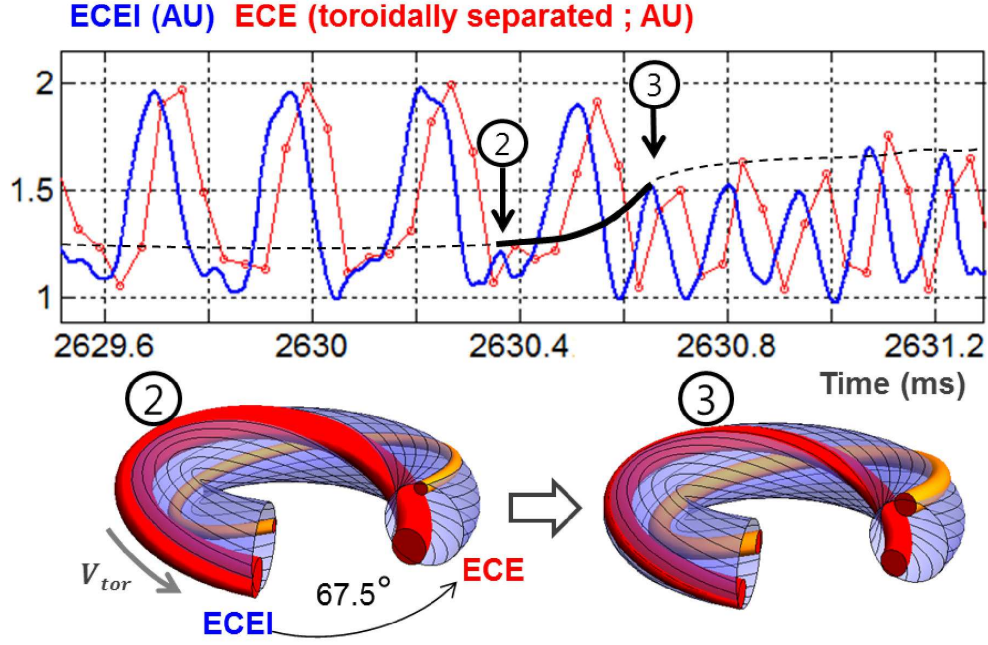 ECEI (AU) ECE (toroidally separated ; AU)
2
1.5
1
2
3
2629.6 2630 2630.4 2630.8 2631.2
Time (ms)
2 3
V_tor
67.5°
ECE
ECEI